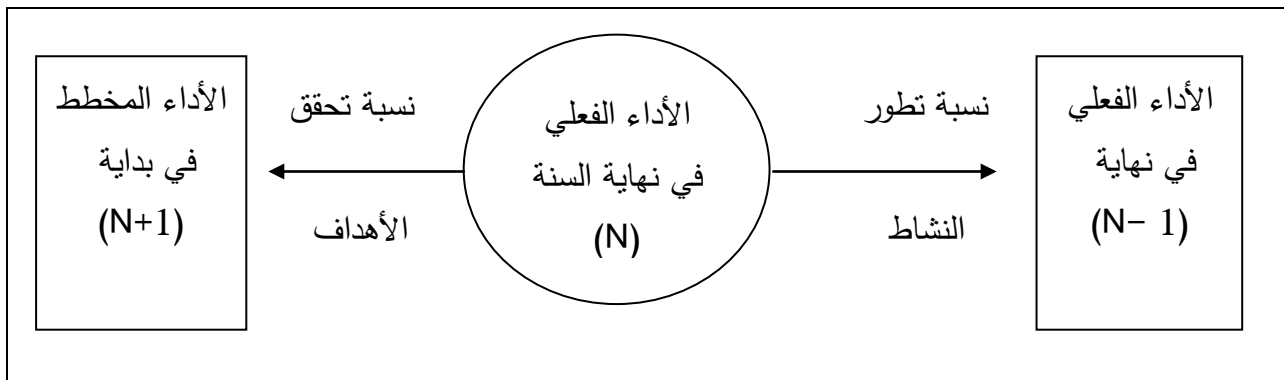 الأداء الفعلي
في نهاية
(N− 1)
نسبة تطور
النشاط
الأداء الفعلي
في نهاية السنة
(N)
نسبة تحقق
الأهداف
الأداء المخطط
في بداية
(N+1)